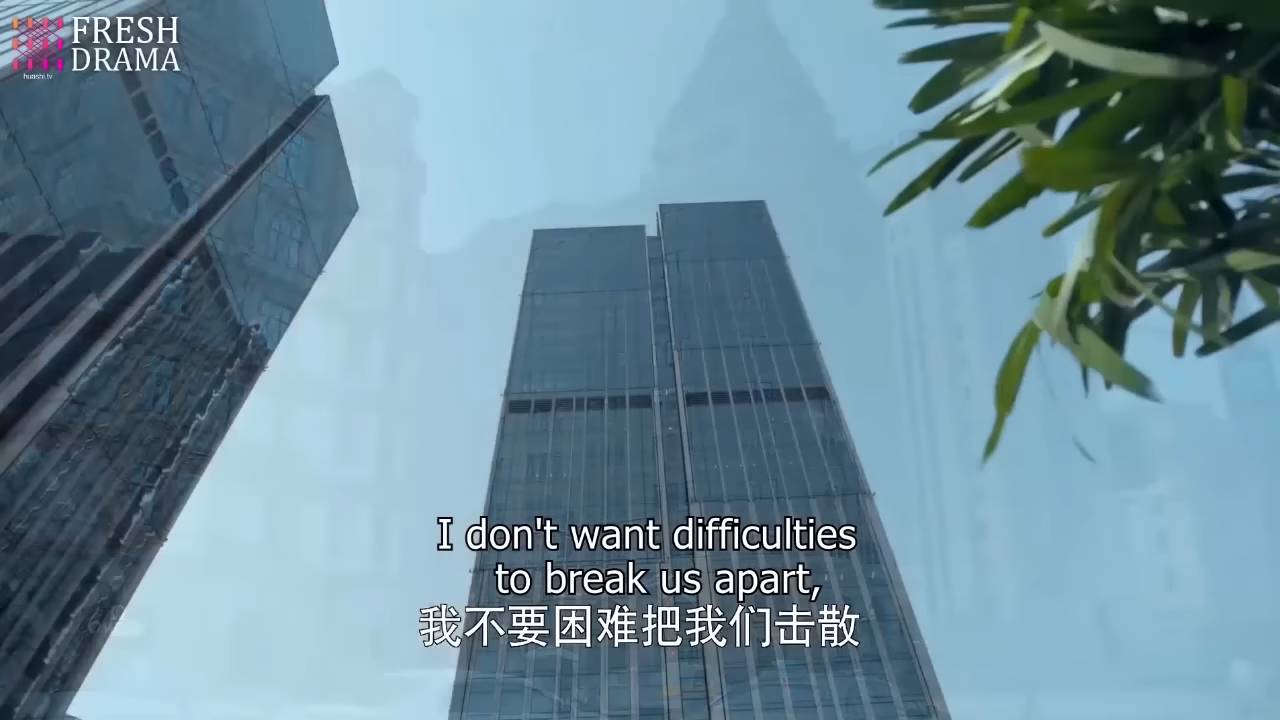 FRESH
DRAMA
huashi.tv
I don't want difficulties
to break us apart,
我不要困难把我们击散